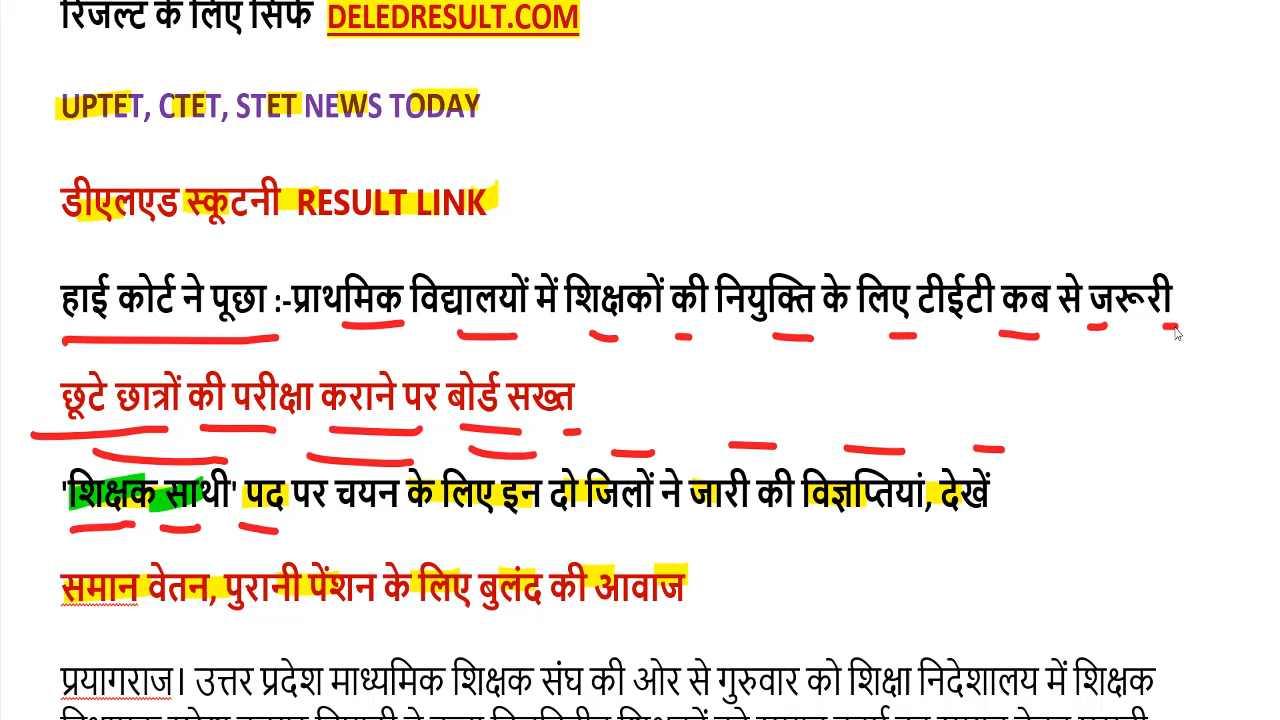 रिजल्ट के लिए सिर्फ DELEDRESULT.COM
UPTET, CTET, STET NEWS TODAY
डीएलएड स्कूटनी RESULT LINK
हाई कोर्ट ने पूछा :-प्राथमिक विद्यालयों में शिक्षकों की नियुक्ति के लिए टीईटी कब से जरूरी
छूटे छात्रों की परीक्षा कराने पर बोर्ड सख्त
'शिक्षक साथी' पद पर चयन के लिए इन दो जिलों ने जारी की विज्ञप्तियां, देखें
समान वेतन, पुरानी पेंशन के लिए बुलंद की आवाज
प्रयागराज। उत्तर प्रदेश माध्यमिक शिक्षक संघ की ओर से गुरुवार को शिक्षा निदेशालय में शिक्षक